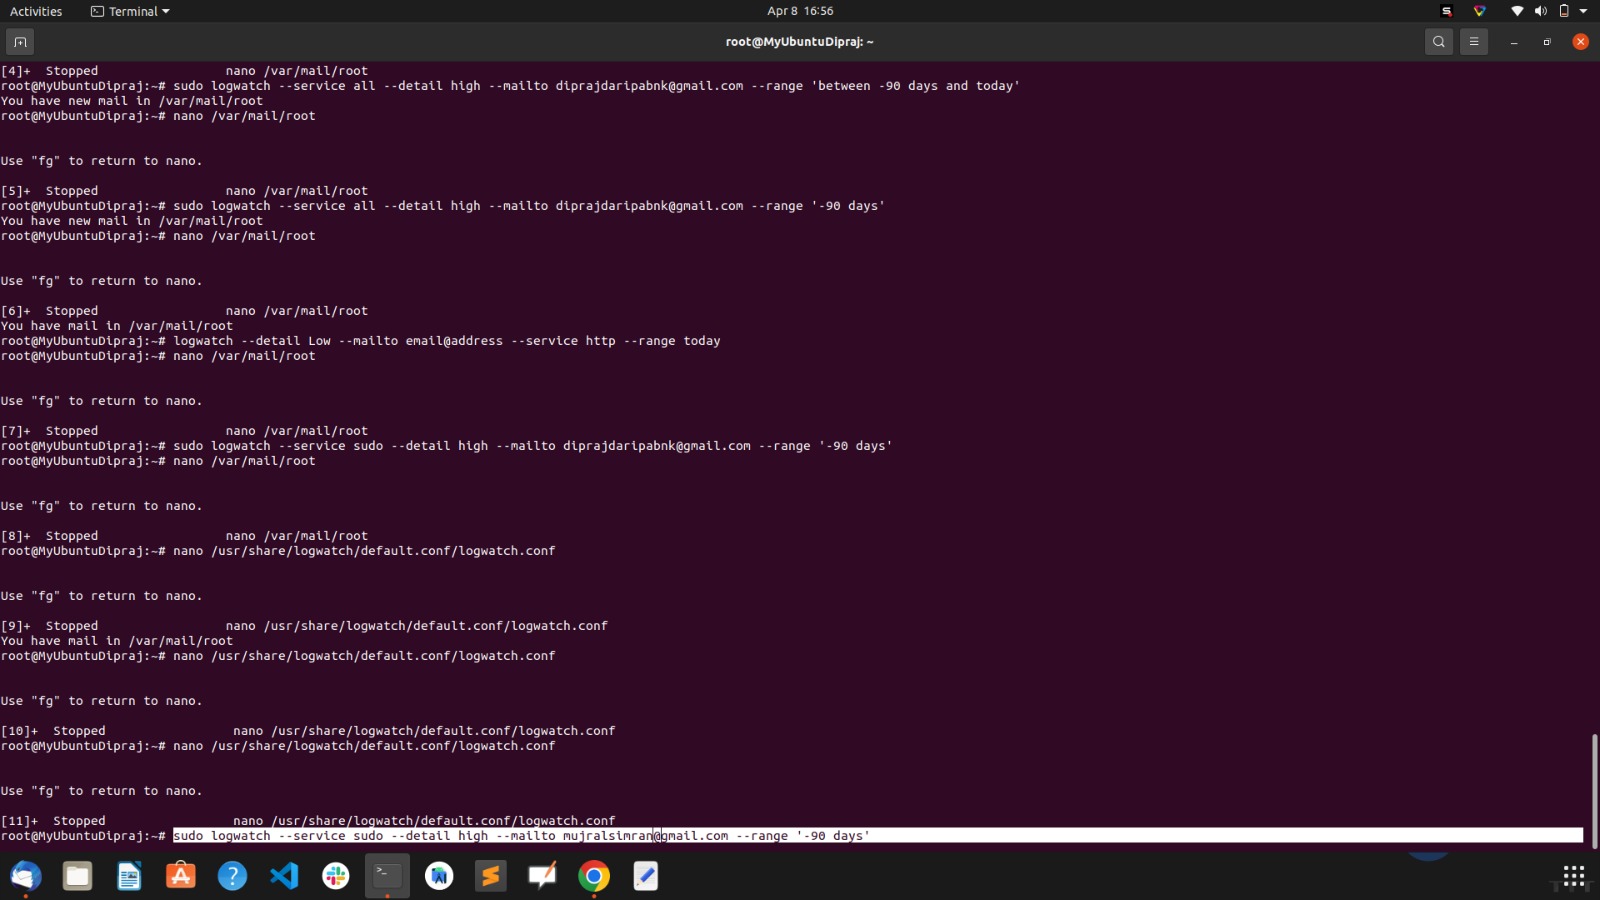 Activities Terminal Apr 8 16:56
root@MyUbuntuDipraj: ~
[4]+  Stopped                 nano /var/mail/root
root@MyUbuntuDipraj:~# sudo logwatch --service all --detail high --mailto diprajdaripabnk@gmail.com --range 'between -90 days and today'
You have new mail in /var/mail/root
root@MyUbuntuDipraj:~# nano /var/mail/root
Use "fg" to return to nano.
[5]+  Stopped                 nano /var/mail/root
root@MyUbuntuDipraj:~# sudo logwatch --service all --detail high --mailto diprajdaripabnk@gmail.com --range '-90 days'
You have new mail in /var/mail/root
root@MyUbuntuDipraj:~# nano /var/mail/root
Use "fg" to return to nano.
[6]+  Stopped                 nano /var/mail/root
You have mail in /var/mail/root
root@MyUbuntuDipraj:~# logwatch --detail Low --mailto email@address --service http --range today
root@MyUbuntuDipraj:~# nano /var/mail/root
Use "fg" to return to nano.
[7]+  Stopped                 nano /var/mail/root
root@MyUbuntuDipraj:~# sudo logwatch --service sudo --detail high --mailto diprajdaripabnk@gmail.com --range '-90 days'
root@MyUbuntuDipraj:~# nano /var/mail/root
Use "fg" to return to nano.
[8]+  Stopped                 nano /var/mail/root
root@MyUbuntuDipraj:~# nano /usr/share/logwatch/default.conf/logwatch.conf
Use "fg" to return to nano.
[9]+  Stopped                 nano /usr/share/logwatch/default.conf/logwatch.conf
You have mail in /var/mail/root
root@MyUbuntuDipraj:~# nano /usr/share/logwatch/default.conf/logwatch.conf
Use "fg" to return to nano.
[10]+  Stopped                 nano /usr/share/logwatch/default.conf/logwatch.conf
root@MyUbuntuDipraj:~# nano /usr/share/logwatch/default.conf/logwatch.conf
Use "fg" to return to nano.
[11]+  Stopped                 nano /usr/share/logwatch/default.conf/logwatch.conf
root@MyUbuntuDipraj:~# sudo logwatch --service sudo --detail high --mailto mujralsimran@gmail.com --range '-90 days'